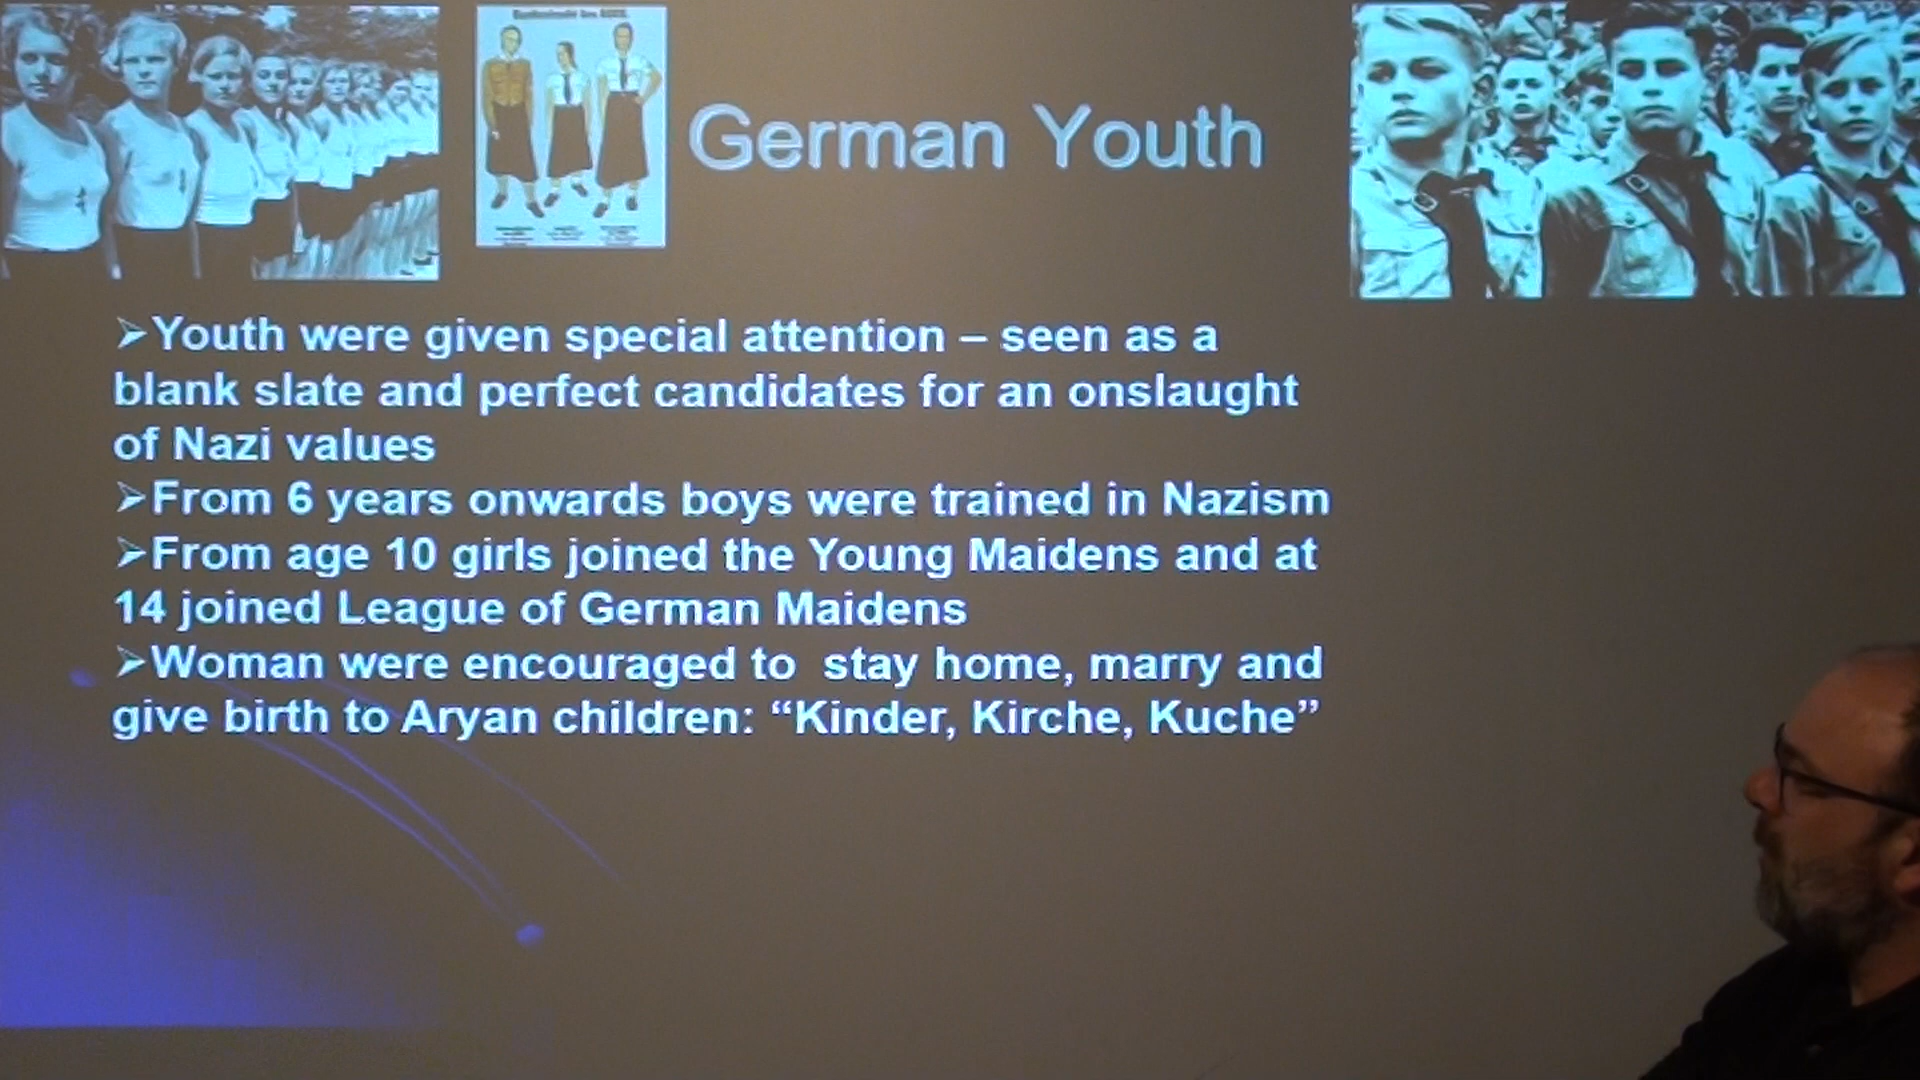 German Youth
➢Youth were given special attention – seen as a
blank slate and perfect candidates for an onslaught
of Nazi values
➢From 6 years onwards boys were trained in Nazism
➢From age 10 girls joined the Young Maidens and at
14 joined League of German Maidens
➢Woman were encouraged to  stay home, marry and
give birth to Aryan children: “Kinder, Kirche, Kuche”